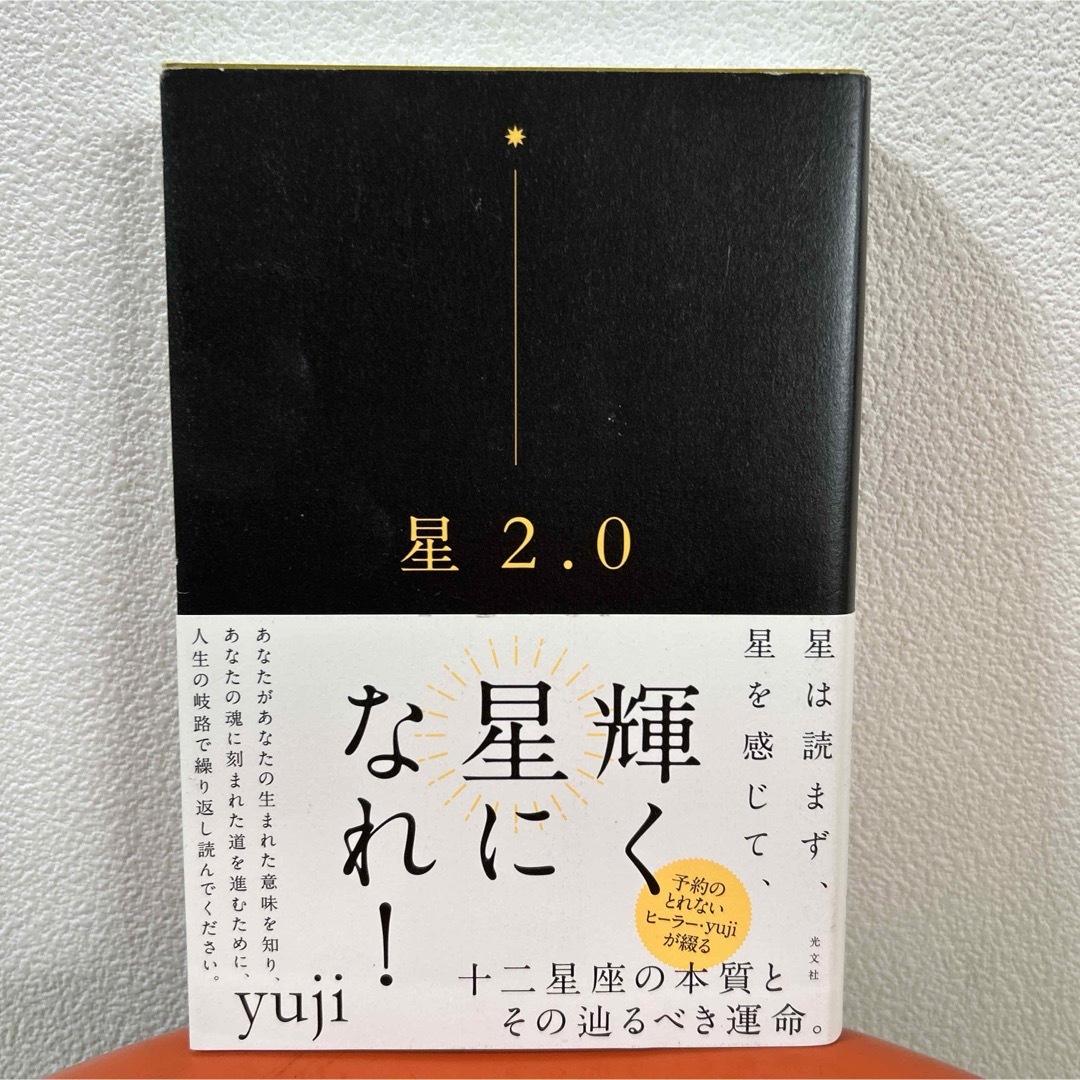 星 2.0
星は読まず、
星を感じて、
輝く
星に
なれ！
あなたがあなたの生まれた意味を知り、
あなたの魂に刻まれた道を進むために、
人生の岐路で繰り返し読んでください。
予約の
とれない
ヒーラー・yuji
が綴る
光文社
十二星座の本質と
その辿るべき運命。
yuji